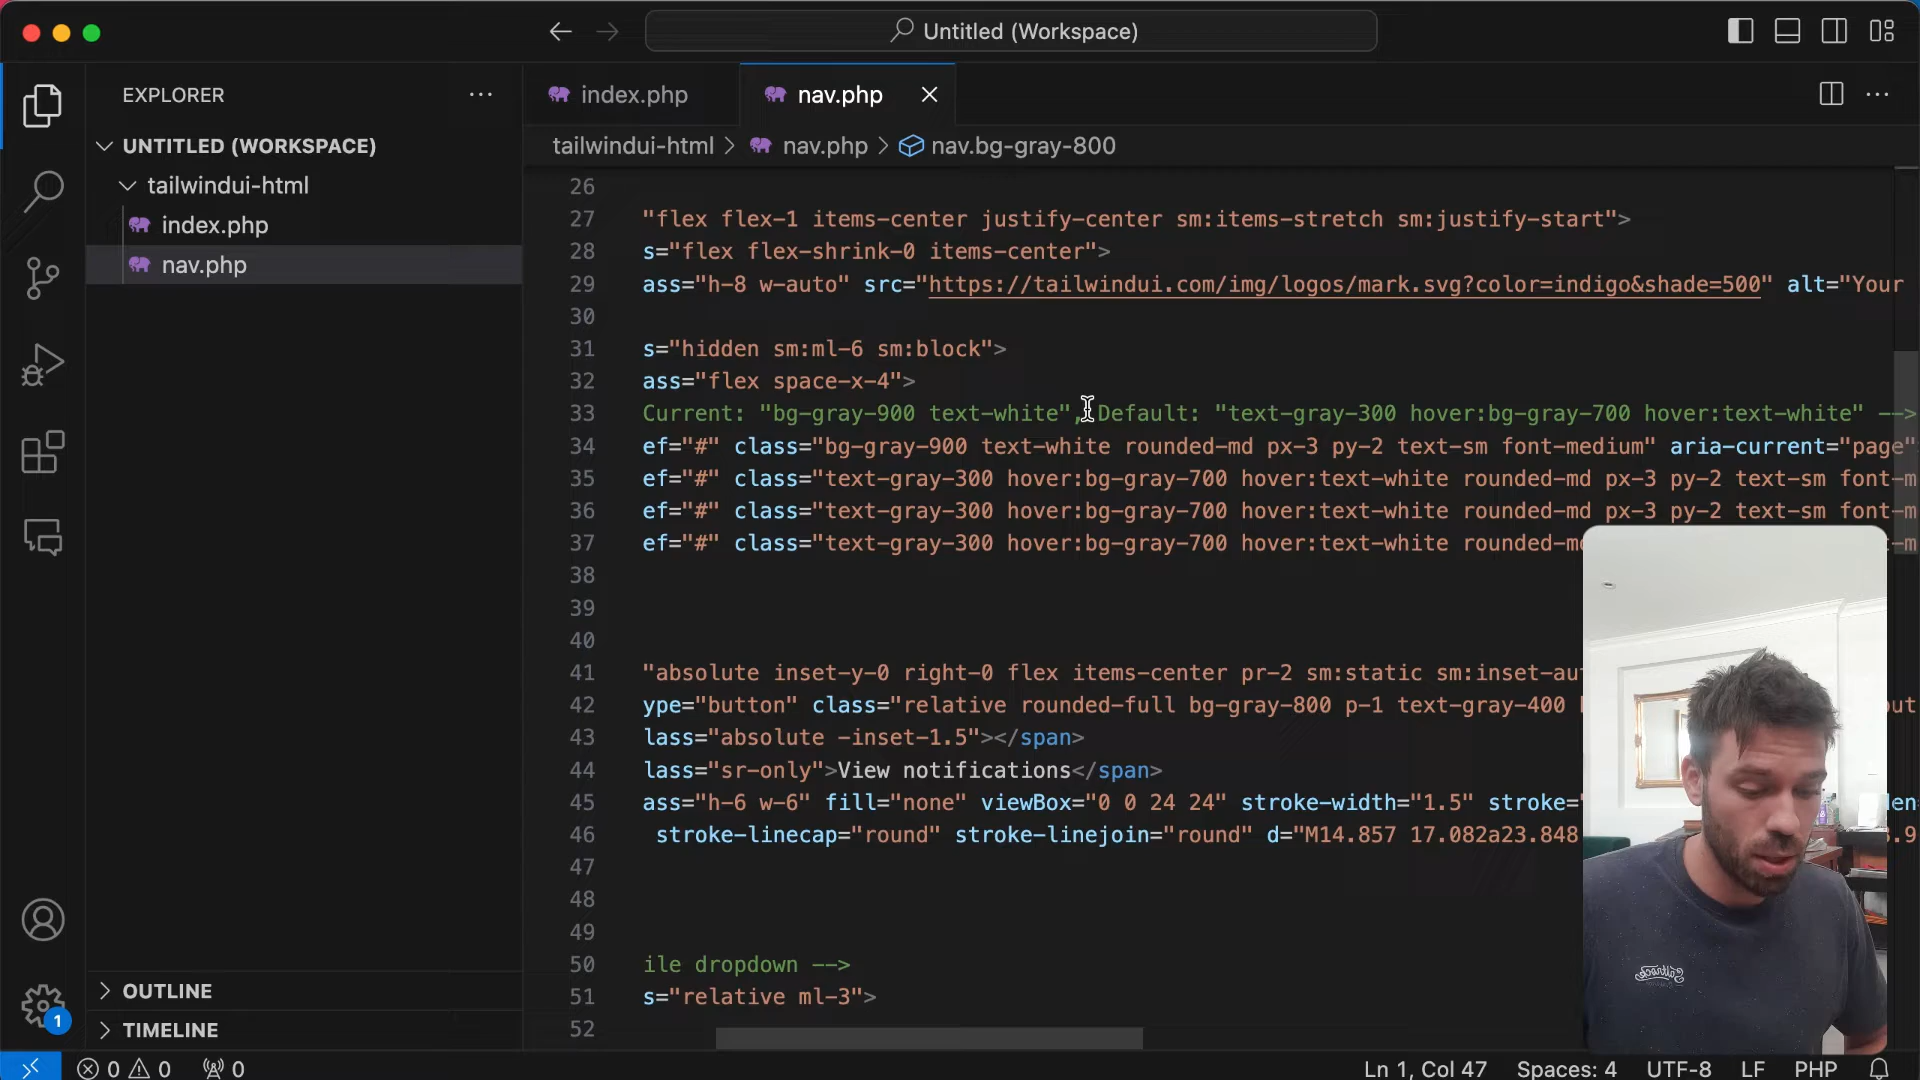 Untitled (Workspace)
EXPLORER
index.php
nav.php
UNTITLED (WORKSPACE)
tailwindui-html > nav.php > nav.bg-gray-800
tailwindui-html
index.php
nav.php
26
27 "flex flex-1 items-center justify-center sm:items-stretch sm:justify-start">
28 s="flex flex-shrink-0 items-center">
29 ass="h-8 w-auto" src="https://tailwindui.com/img/logos/mark.svg?color=indigo&shade=500" alt="Your
30
31 s="hidden sm:ml-6 sm:block">
32 ass="flex space-x-4">
33 Current: "bg-gray-900 text-white", Default: "text-gray-300 hover:bg-gray-700 hover:text-white" -->
34 ef="#" class="bg-gray-900 text-white rounded-md px-3 py-2 text-sm font-medium" aria-current="page"
35 ef="#" class="text-gray-300 hover:bg-gray-700 hover:text-white rounded-md px-3 py-2 text-sm font-m
36 ef="#" class="text-gray-300 hover:bg-gray-700 hover:text-white rounded-md px-3 py-2 text-sm font-m
37 ef="#" class="text-gray-300 hover:bg-gray-700 hover:text-white rounded-m
38
39
40
41 "absolute inset-y-0 right-0 flex items-center pr-2 sm:static sm:inset-au
42 ype="button" class="relative rounded-full bg-gray-800 p-1 text-gray-400
43 lass="absolute -inset-1.5"></span>
44 lass="sr-only">View notifications</span>
45 ass="h-6 w-6" fill="none" viewBox="0 0 24 24" stroke-width="1.5" stroke="
46 stroke-linecap="round" stroke-linejoin="round" d="M14.857 17.082a23.848
47
48
49
50 ile dropdown -->
51 s="relative ml-3">
52
OUTLINE
TIMELINE
1
0 0 0
Ln 1, Col 47 Spaces: 4 UTF-8 LF PHP